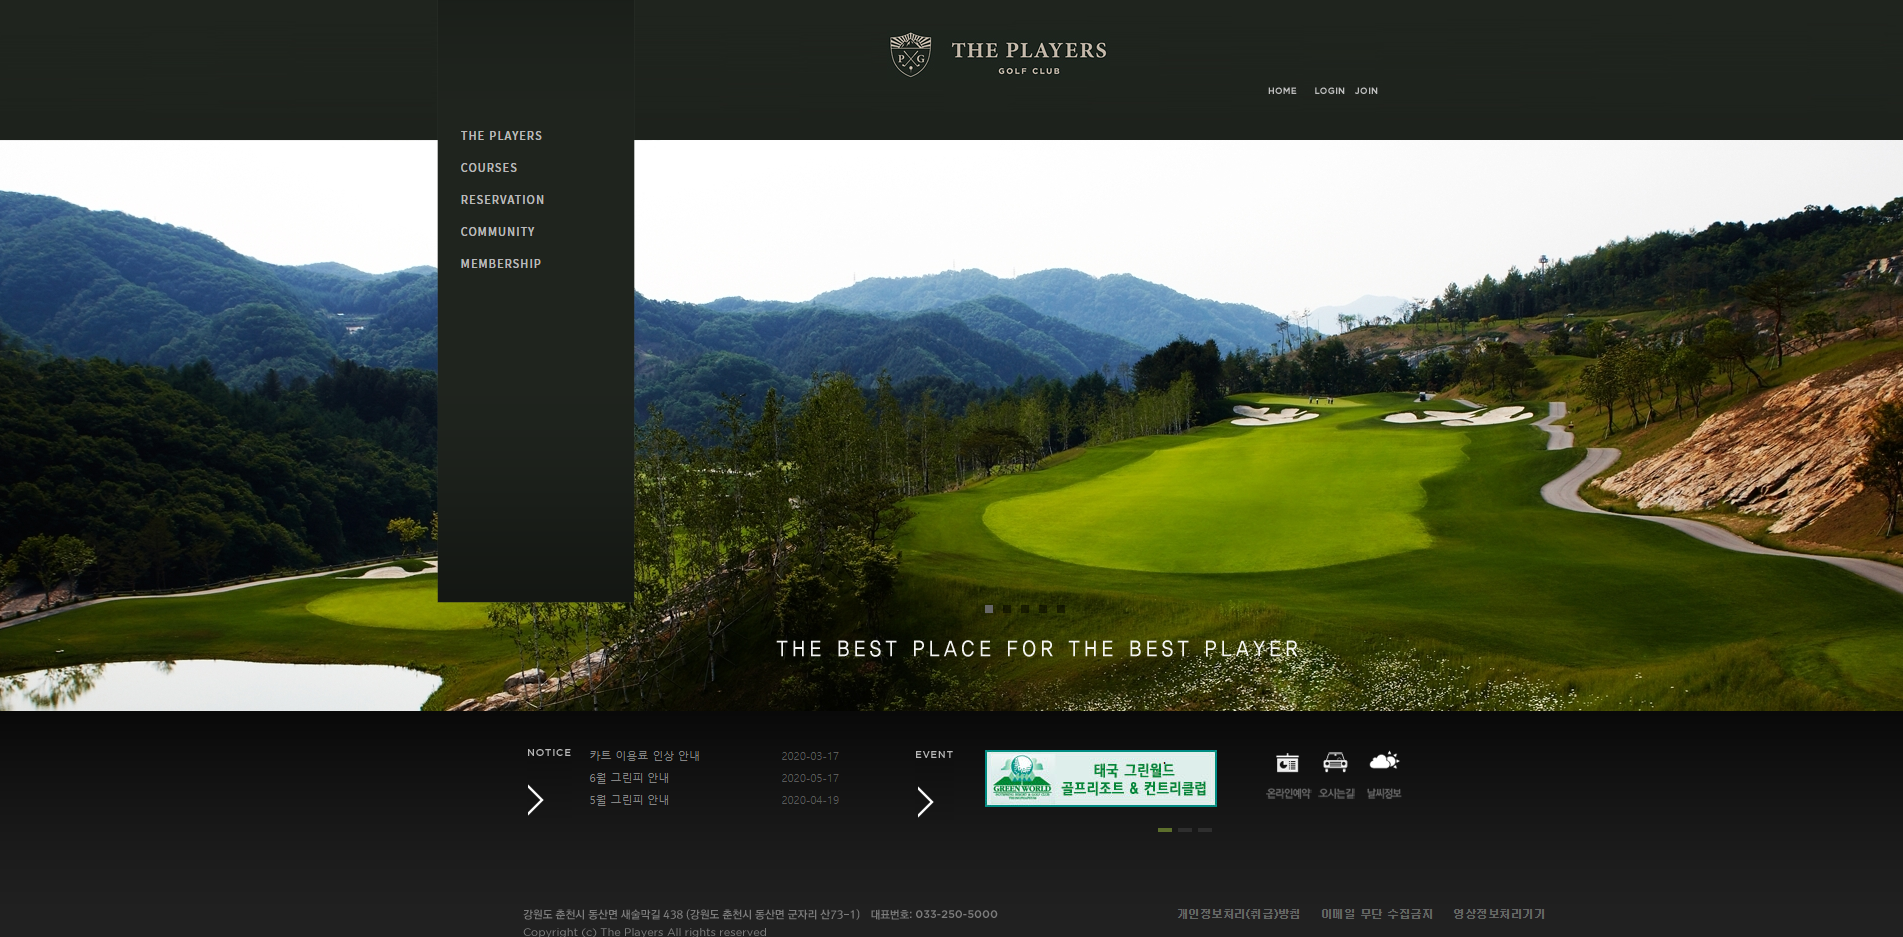 P G
THE PLAYERS
GOLF CLUB
HOME LOGIN JOIN
THE PLAYERS
COURSES
RESERVATION
COMMUNITY
MEMBERSHIP
THE BEST PLACE FOR THE BEST PLAYER
NOTICE
카트 이용료 인상 안내 2020-03-17
6월 그린피 안내 2020-05-17
5월 그린피 안내 2020-04-19
EVENT
GREEN WORLD
태국 그린월드
골프리조트 & 컨트리클럽
온라인예약 오시는길 날씨정보
강원도 춘천시 동산면 새술막길 438 (강원도 춘천시 동산면 군자리 산73-1) 대표번호: 033-250-5000
개인정보처리(취급)방침 이메일 무단 수집금지 영상정보처리기기
Copyright (c) The Players All rights reserved